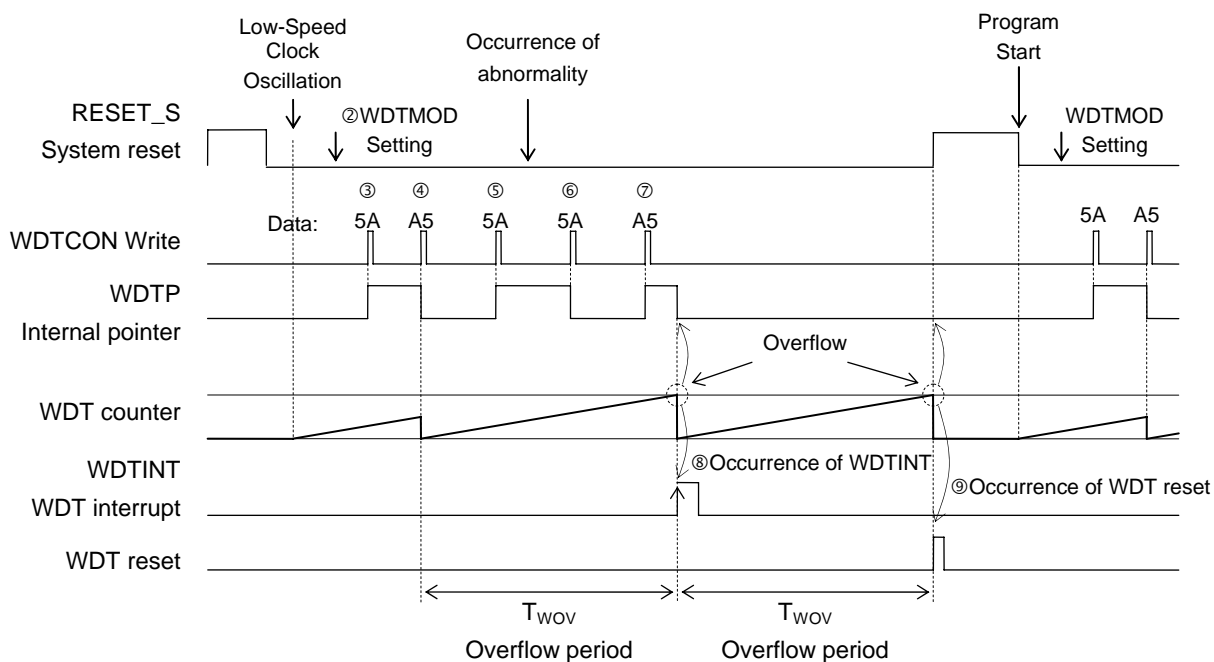 Low-Speed
Clock
Oscillation
Occurrence of
abnormality
Program
Start
RESET_S
System reset
②WDTMOD
Setting
WDTMOD
Setting
③ ④ ⑤ ⑥ ⑦
Data: 5A A5 5A 5A A5 5A A5
WDTCON Write
WDTP
Internal pointer
Overflow
WDT counter
WDTINT
WDT interrupt
⑧Occurrence of WDTINT
⑨Occurrence of WDT reset
WDT reset
TWOV TWOV
Overflow period Overflow period